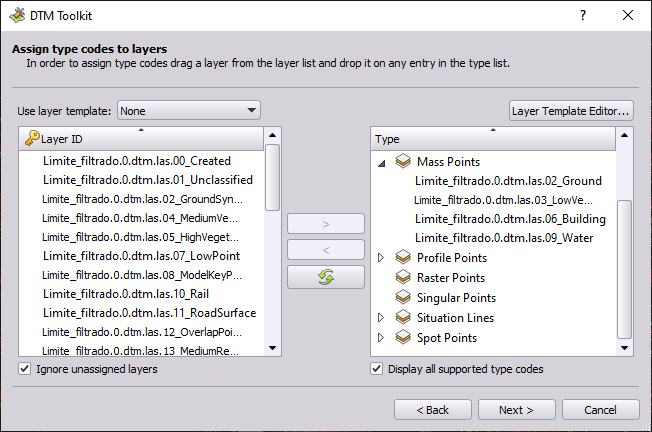 DTM Toolkit
?
Assign type codes to layers
In order to assign type codes drag a layer from the layer list and drop it on any entry in the type list.
Use layer template: None
Layer Template Editor...
Layer ID
Limite_filtrado.0.dtm.las.00_Created
Limite_filtrado.0.dtm.las.01_Unclassified
Limite_filtrado.0.dtm.las.02_GroundSyn...
Limite_filtrado.0.dtm.las.04_MediumVe...
Limite_filtrado.0.dtm.las.05_HighVeget...
Limite_filtrado.0.dtm.las.07_LowPoint
Limite_filtrado.0.dtm.las.08_ModelKeyP...
Limite_filtrado.0.dtm.las.10_Rail
Limite_filtrado.0.dtm.las.11_RoadSurface
Limite_filtrado.0.dtm.las.12_OverlapPoi...
Limite_filtrado.0.dtm.las.13_MediumRe...
>
<
Type
Mass Points
Limite_filtrado.0.dtm.las.02_Ground
Limite_filtrado.0.dtm.las.03_LowVe...
Limite_filtrado.0.dtm.las.06_Building
Limite_filtrado.0.dtm.las.09_Water
Profile Points
Raster Points
Singular Points
Situation Lines
Spot Points
Ignore unassigned layers
Display all supported type codes
< Back
Next >
Cancel